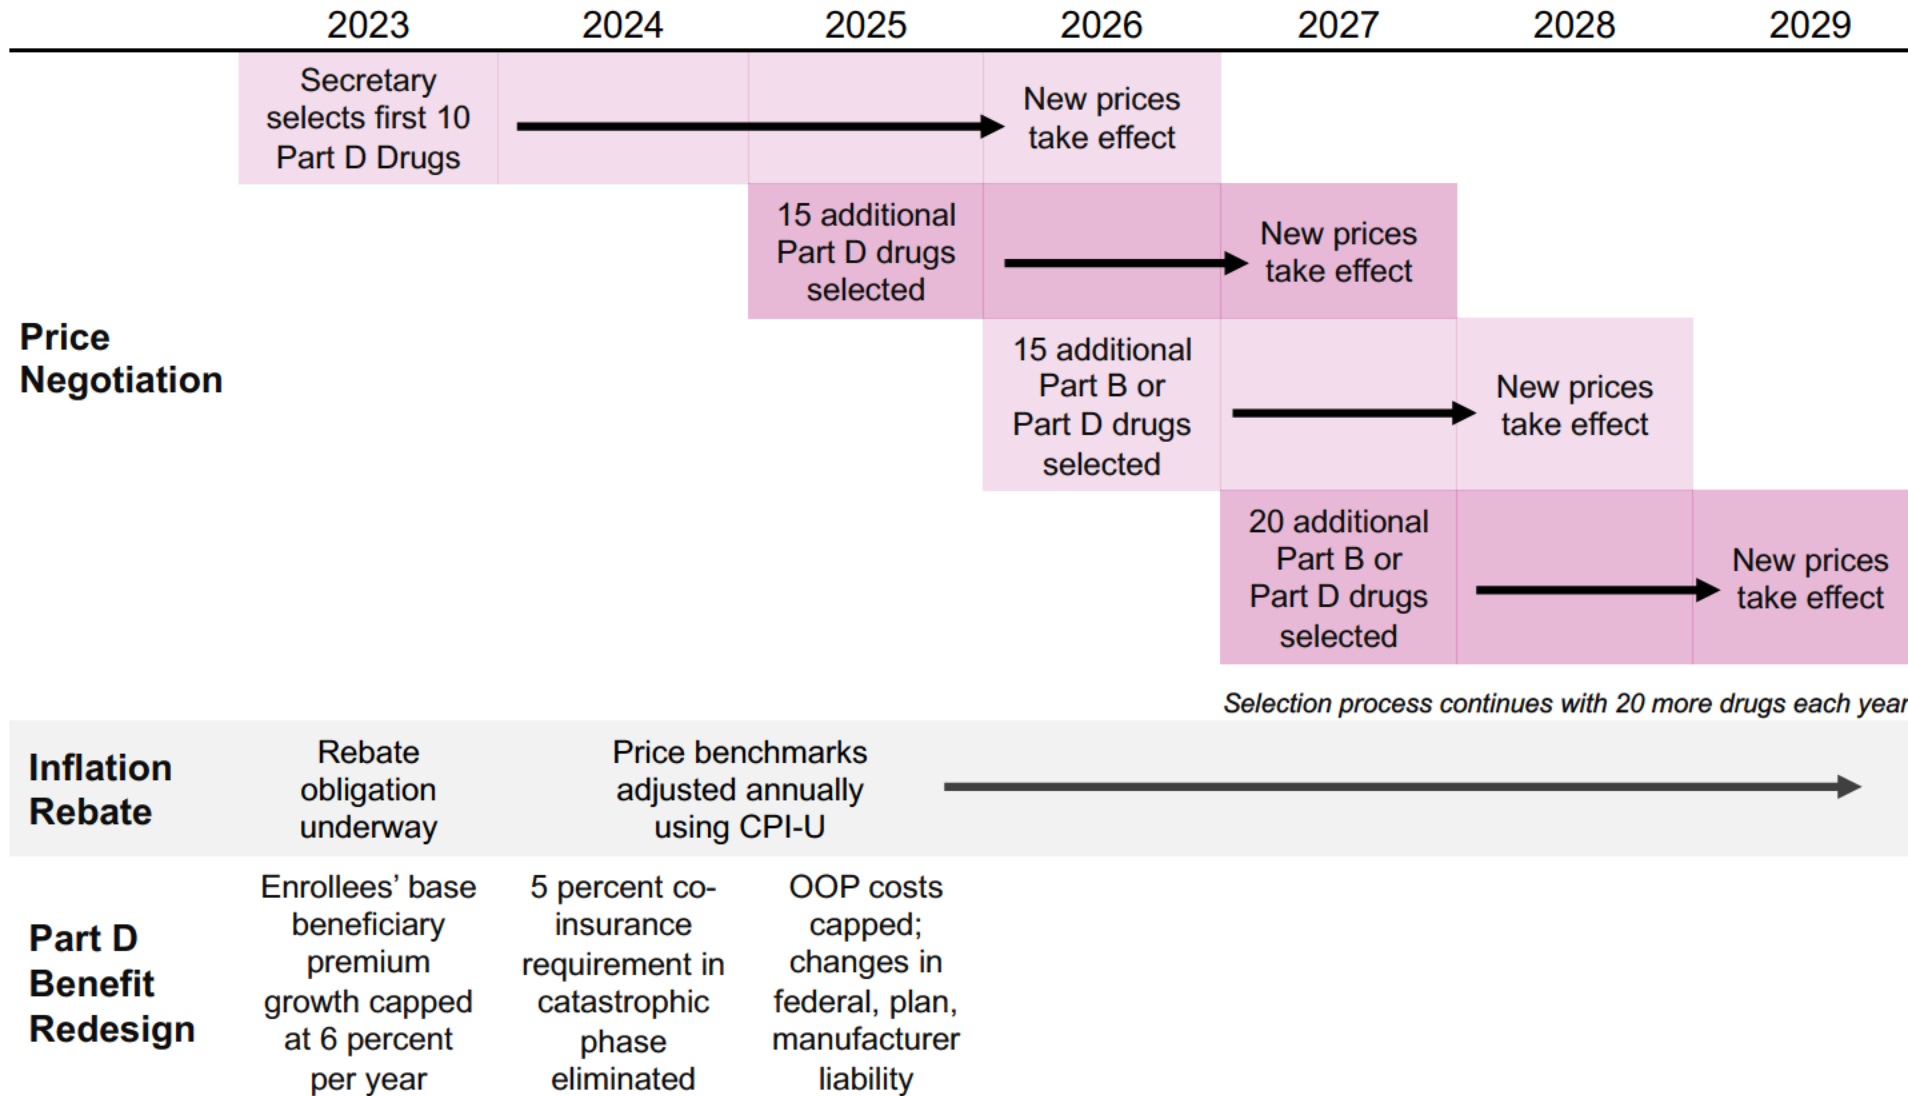 2023 2024 2025 2026 2027 2028 2029
Price
Negotiation
Secretary
selects first 10
Part D Drugs
New prices
take effect
15 additional
Part D drugs
selected
New prices
take effect
15 additional
Part B or
Part D drugs
selected
New prices
take effect
20 additional
Part B or
Part D drugs
selected
New prices
take effect
Selection process continues with 20 more drugs each year
Inflation
Rebate
Rebate
obligation
underway
Price benchmarks
adjusted annually
using CPI-U
Part D
Benefit
Redesign
Enrollees’ base
beneficiary
premium
growth capped
at 6 percent
per year
5 percent co-
insurance
requirement in
catastrophic
phase
eliminated
OOP costs
capped;
changes in
federal, plan,
manufacturer
liability